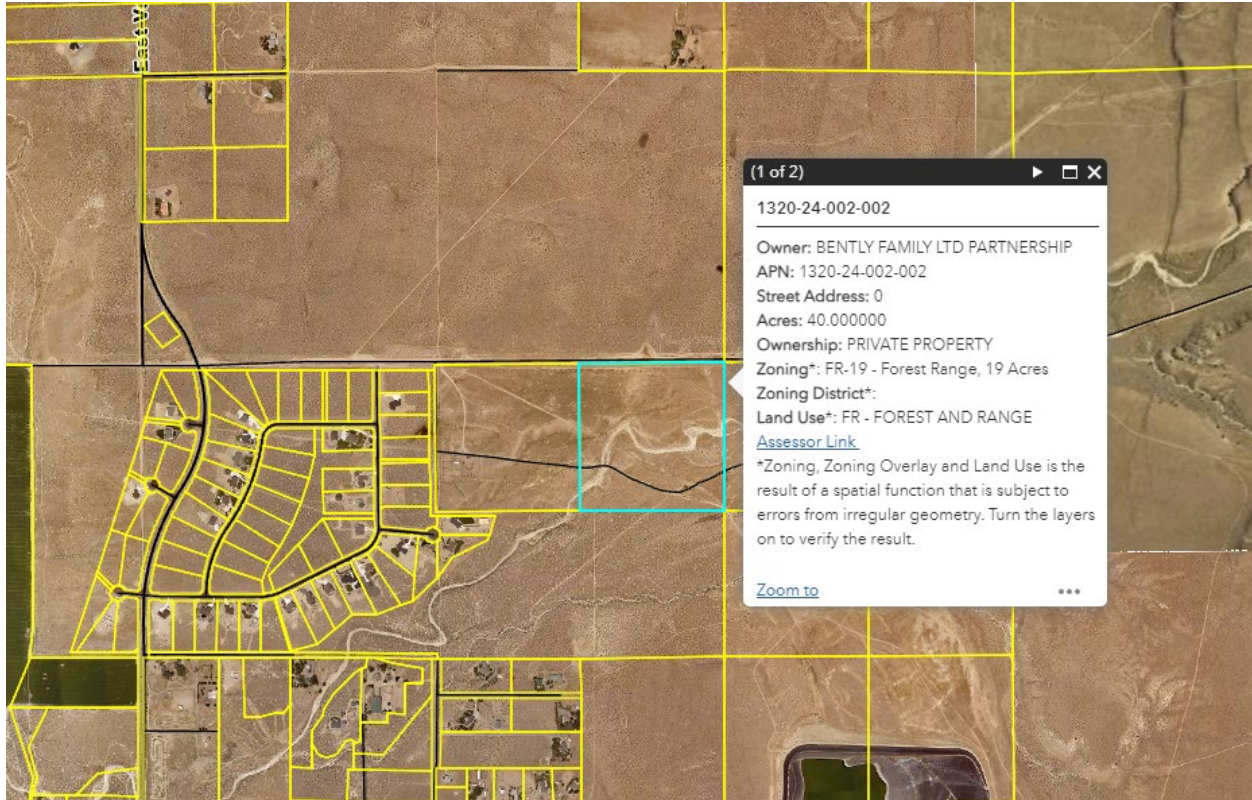 East Va
(1 of 2)
1320-24-002-002
Owner: BENTLY FAMILY LTD PARTNERSHIP
APN: 1320-24-002-002
Street Address: 0
Acres: 40.000000
Ownership: PRIVATE PROPERTY
Zoning*: FR-19 - Forest Range, 19 Acres
Zoning District*:
Land Use*: FR - FOREST AND RANGE
Assessor Link
*Zoning, Zoning Overlay and Land Use is the
result of a spatial function that is subject to
errors from irregular geometry. Turn the layers
on to verify the result.
Zoom to